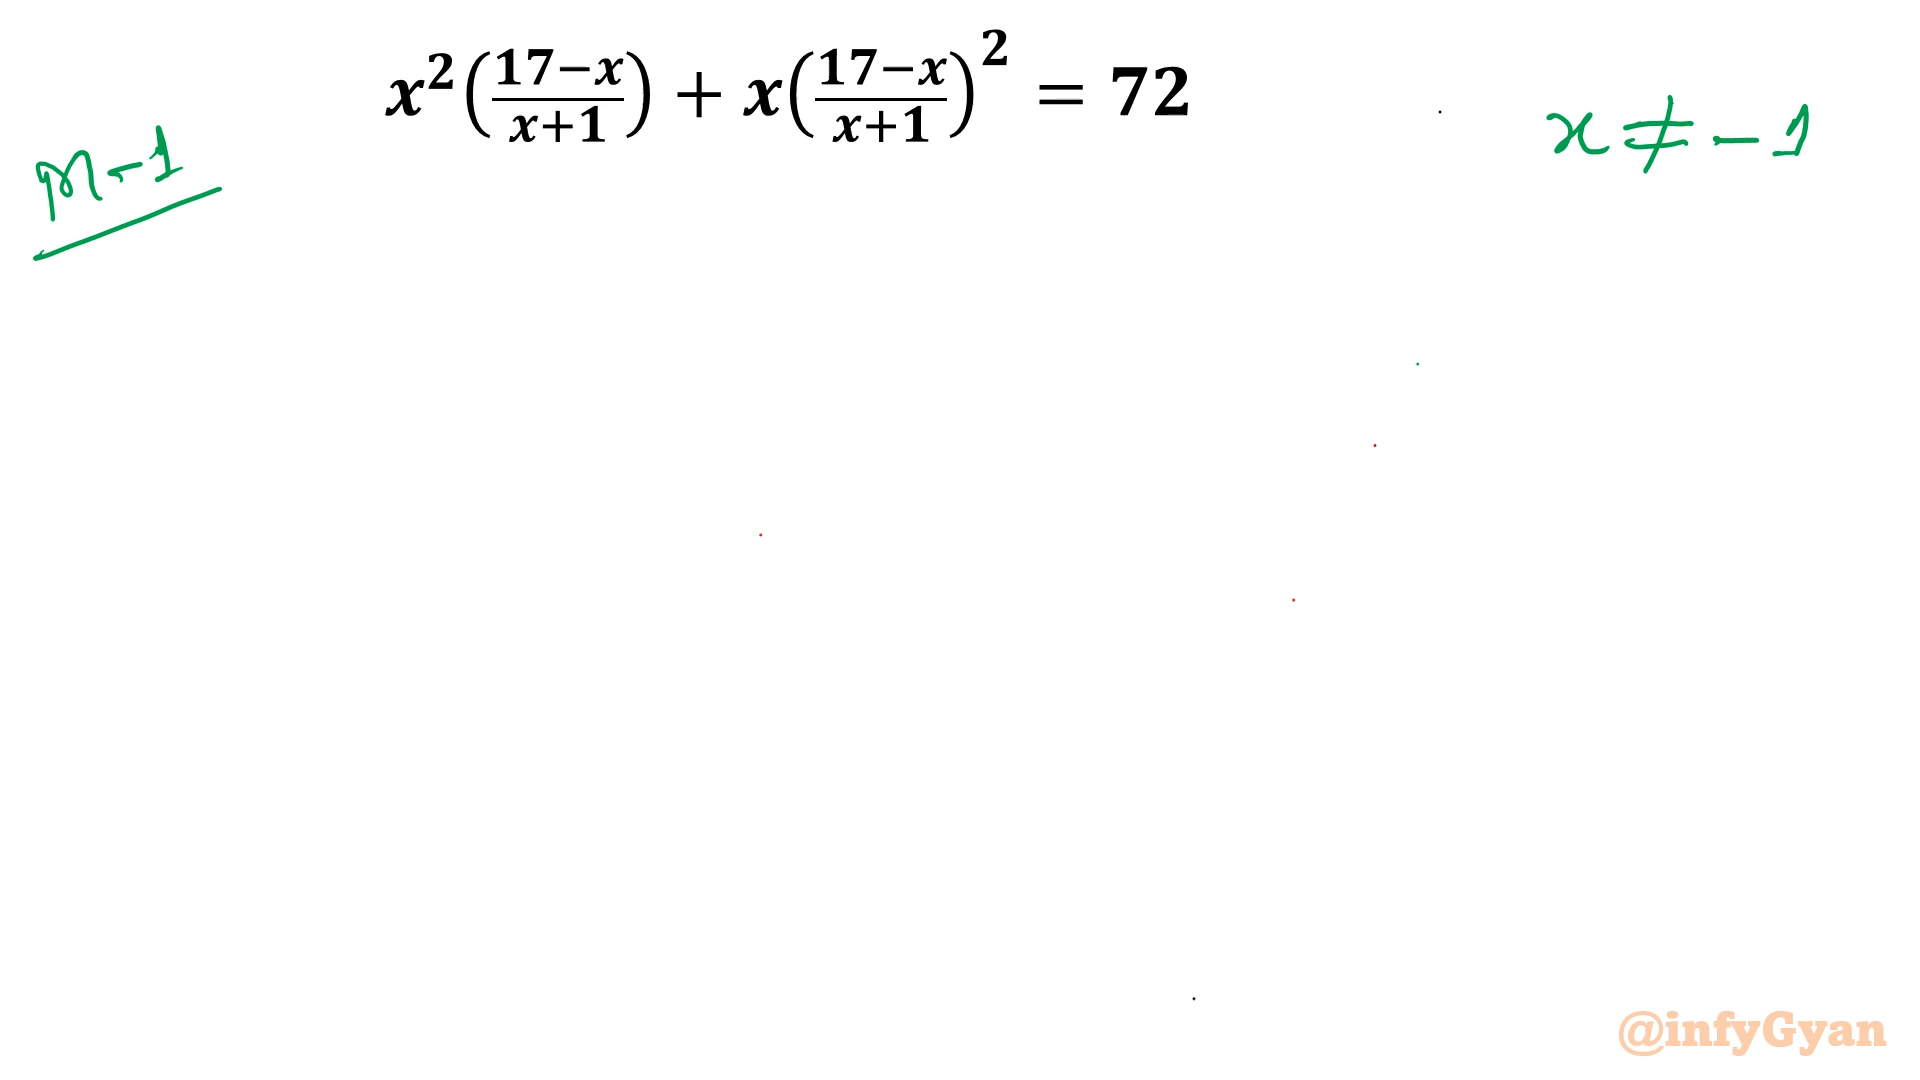 x²((17−x)/(x+1)) + x((17−x)/(x+1))² = 72
x ≠ −1
M-1
@infyGyan